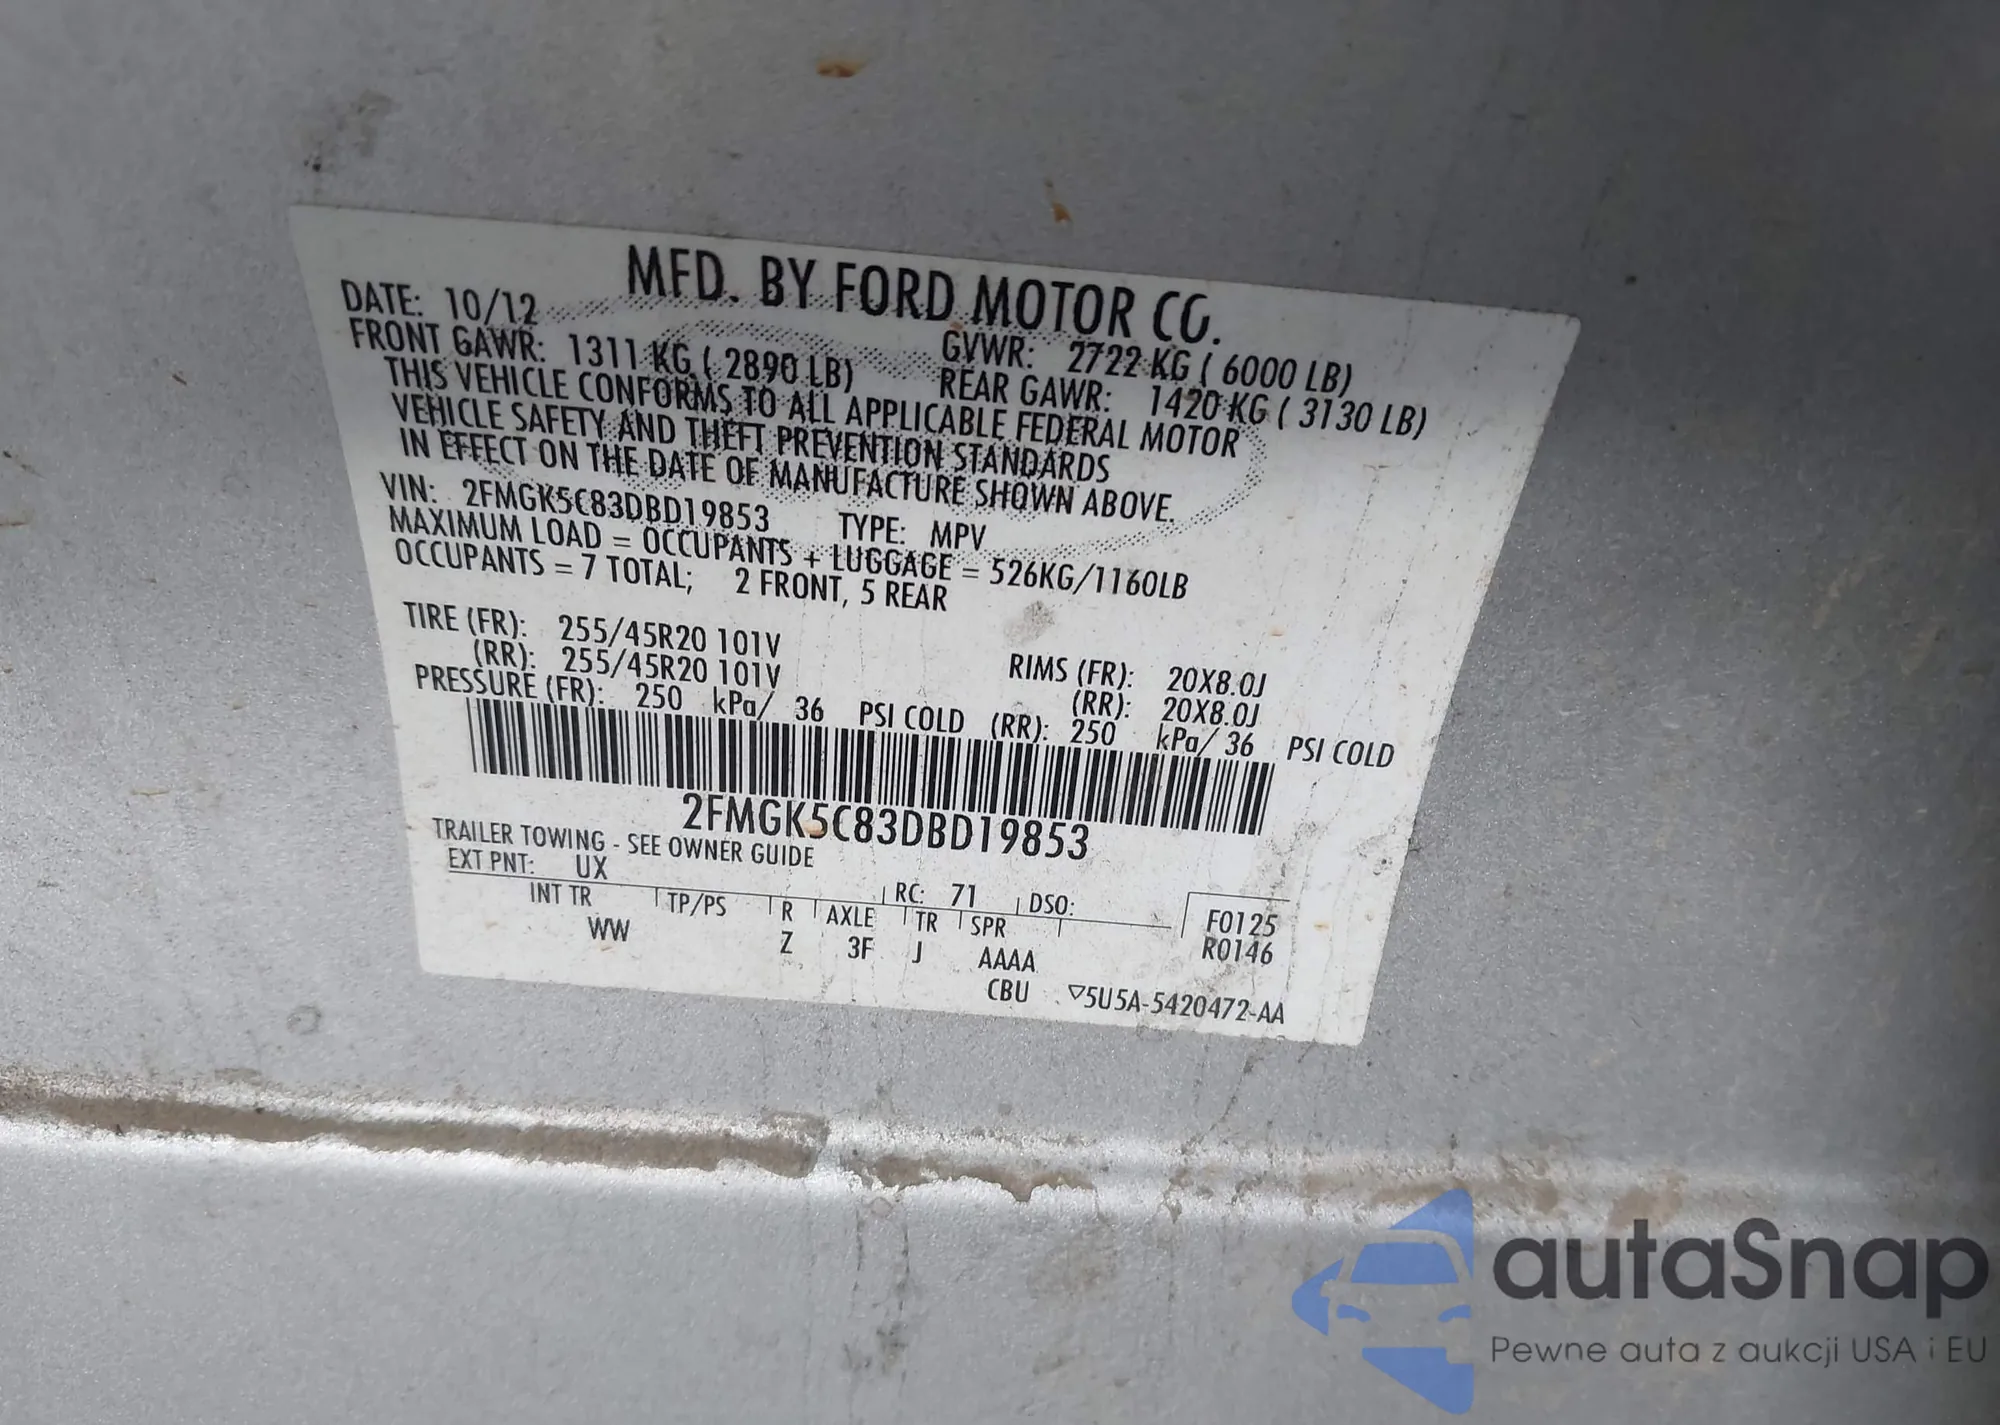 MFD. BY FORD MOTOR CO.
DATE: 10/12 GVWR: 2722 KG ( 6000 LB)
FRONT GAWR: 1311 KG ( 2890 LB) REAR GAWR: 1420 KG ( 3130 LB)
THIS VEHICLE CONFORMS TO ALL APPLICABLE FEDERAL MOTOR
VEHICLE SAFETY AND THEFT PREVENTION STANDARDS
IN EFFECT ON THE DATE OF MANUFACTURE SHOWN ABOVE.
VIN: 2FMGK5C83DBD19853 TYPE: MPV
MAXIMUM LOAD = OCCUPANTS + LUGGAGE = 526KG/1160LB
OCCUPANTS = 7 TOTAL; 2 FRONT, 5 REAR
TIRE (FR): 255/45R20 101V RIMS (FR): 20X8.0J
(RR): 255/45R20 101V (RR): 20X8.0J
PRESSURE (FR): 250 kPa/ 36 PSI COLD (RR): 250 kPa/ 36 PSI COLD
2FMGK5C83DBD19853
TRAILER TOWING - SEE OWNER GUIDE
EXT PNT: UX RC: 71 DSO: F0125
INT TR TP/PS R AXLE TR SPR R0146
WW Z 3F J AAAA
CBU ▽5U5A-5420472-AA
autaSnap
Pewne auta z aukcji USA i EU